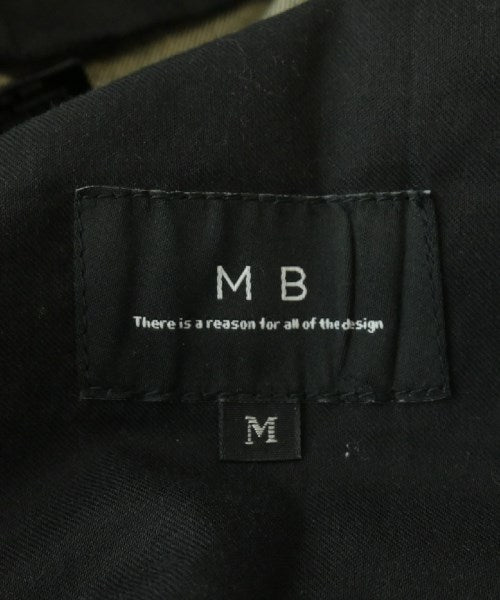 M B
There is a reason for all of the design
M